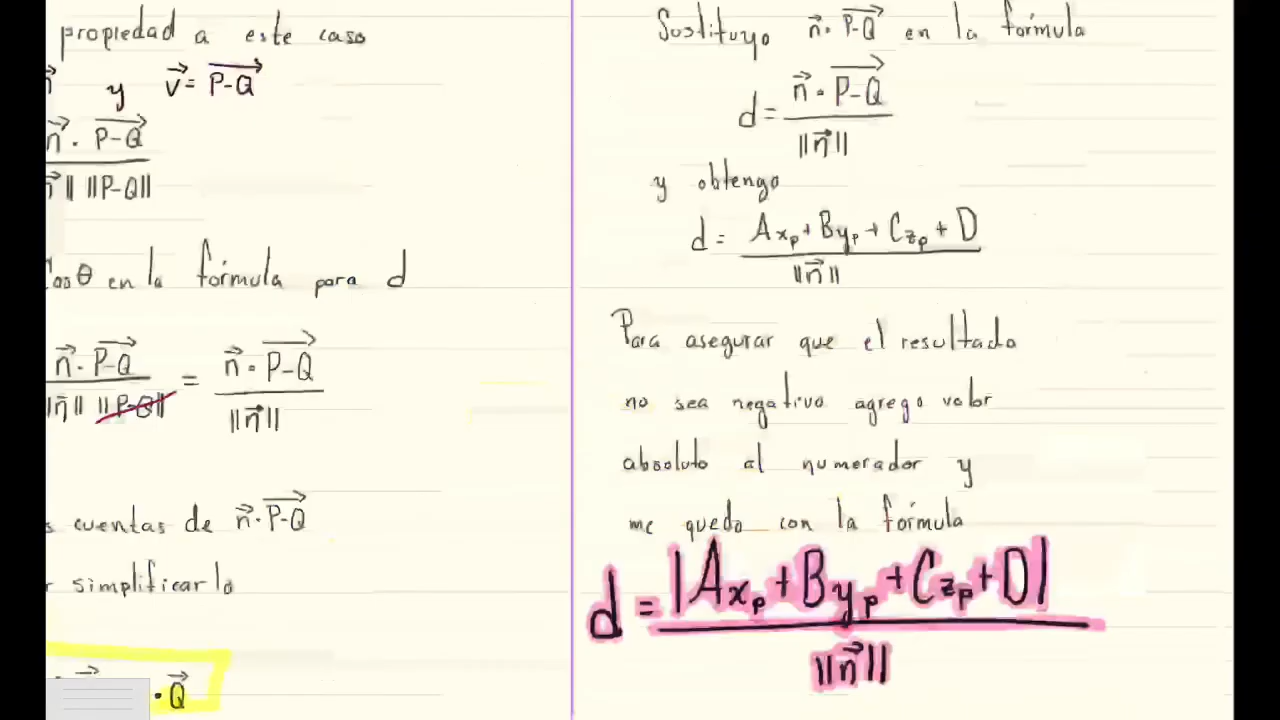 propiedad a este caso
n⃗ y v⃗ = P-Q
n⃗ · P-Q
n⃗ || ||P-Q||
Cos θ en la fórmula para d
n⃗ · P-Q / ||n⃗|| ||P-Q|| = n⃗ · P-Q / ||n⃗||
s cuentas de n⃗ · P-Q
r simplificarlo
· Q⃗
Sustituyo n⃗ · P-Q en la fórmula
d = n⃗ · P-Q / ||n⃗||
y obtengo
d = Axₚ + Byₚ + Czₚ + D / ||n⃗||
Para asegurar que el resultado
no sea negativo agrego valor
absoluto al numerador y
me quedo con la fórmula
d = |Axₚ + Byₚ + Czₚ + D| / ||n⃗||